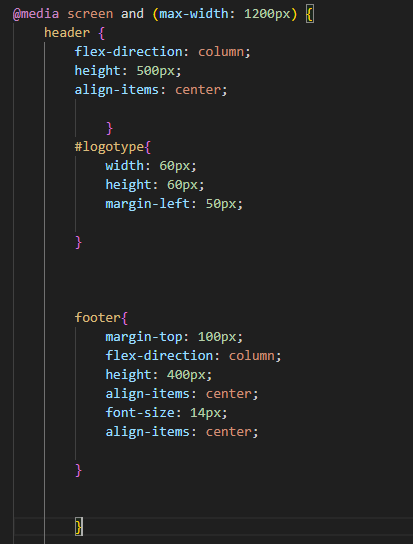 @media screen and (max-width: 1200px) {
header {
flex-direction: column;
height: 500px;
align-items: center;
}
#logotype{
width: 60px;
height: 60px;
margin-left: 50px;
}
footer{
margin-top: 100px;
flex-direction: column;
height: 400px;
align-items: center;
font-size: 14px;
align-items: center;
}
}